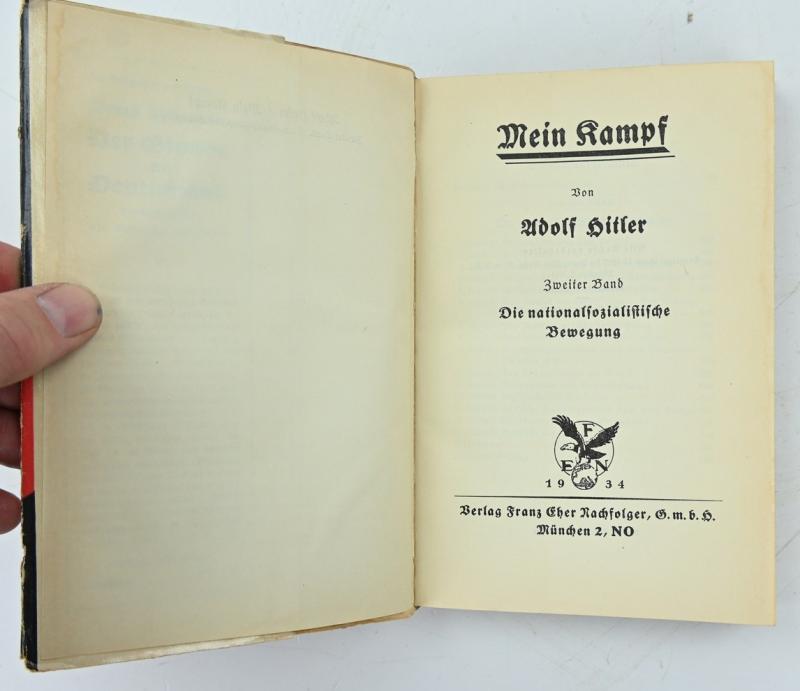 Mein Kampf
Von
Adolf Hitler
Zweiter Band
Die nationalsozialistische
Bewegung
F
E N
19 34
Verlag Franz Eher Nachfolger, G. m. b. H.
München 2, NO